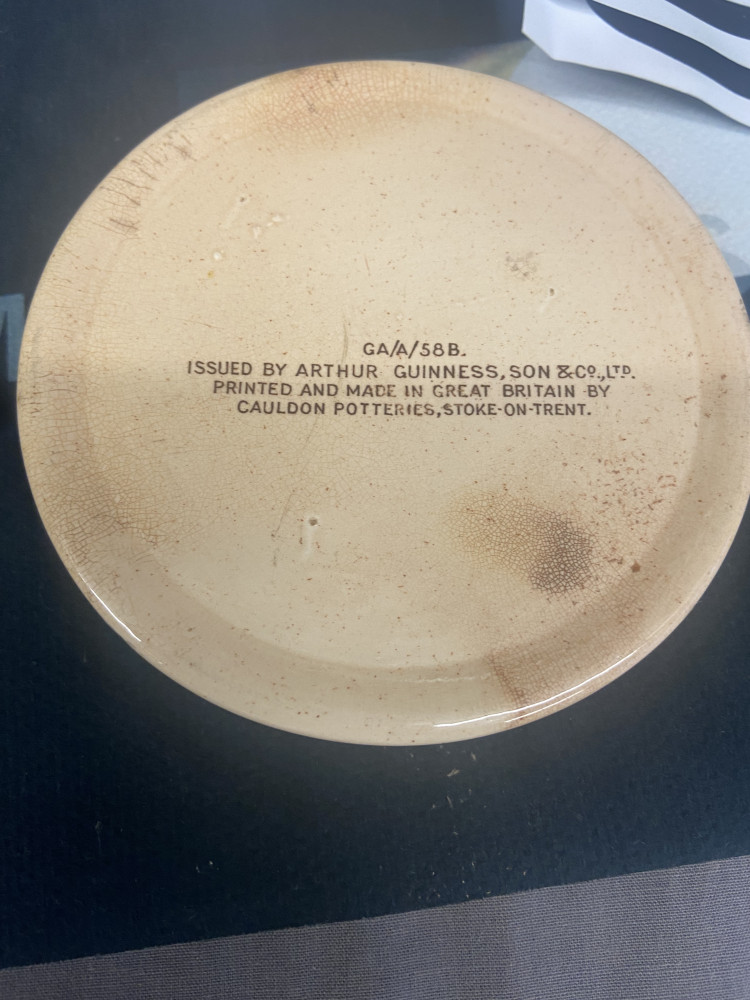 GA/A/58B.
ISSUED BY ARTHUR GUINNESS, SON & CO., LTD.
PRINTED AND MADE IN GREAT BRITAIN BY
CAULDON POTTERIES, STOKE-ON-TRENT.